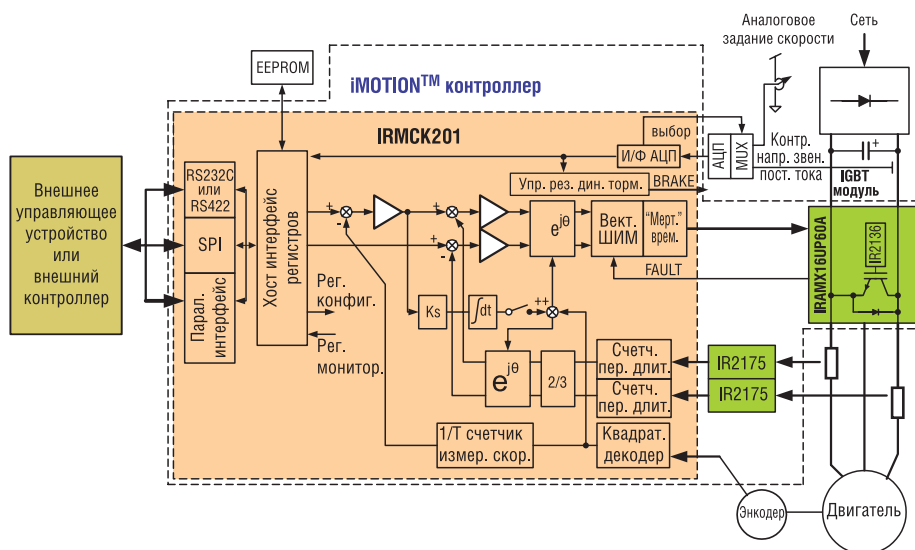 Аналоговое
задание скорости
Сеть
EEPROM
iMOTION™ контроллер
IRMCK201
выбор
И/Ф АЦП
АЦП
MUX
Контр.
напр. звен.
пост. тока
IGBT
модуль
Упр. рез. дин. торм.
BRAKE
Внешнее
управляющее
устройство
или
внешний
контроллер
RS232C
или
RS422
SPI
Парал.
интерфейс
Хост интерфейс
регистров
+
-
+
+
-
e^jθ
Вект.
ШИМ
“Мерт.”
врем.
FAULT
IRAMX16UP60A
IR2136
+
Рег.
конфиг.
Рег.
монитор.
Ks
∫dt
++
e^jθ
2/3
Счетч.
пер. длит.
Счетч.
пер. длит.
IR2175
IR2175
1/T счетчик
измер. скор.
Квадрат.
декодер
Энкодер
Двигатель